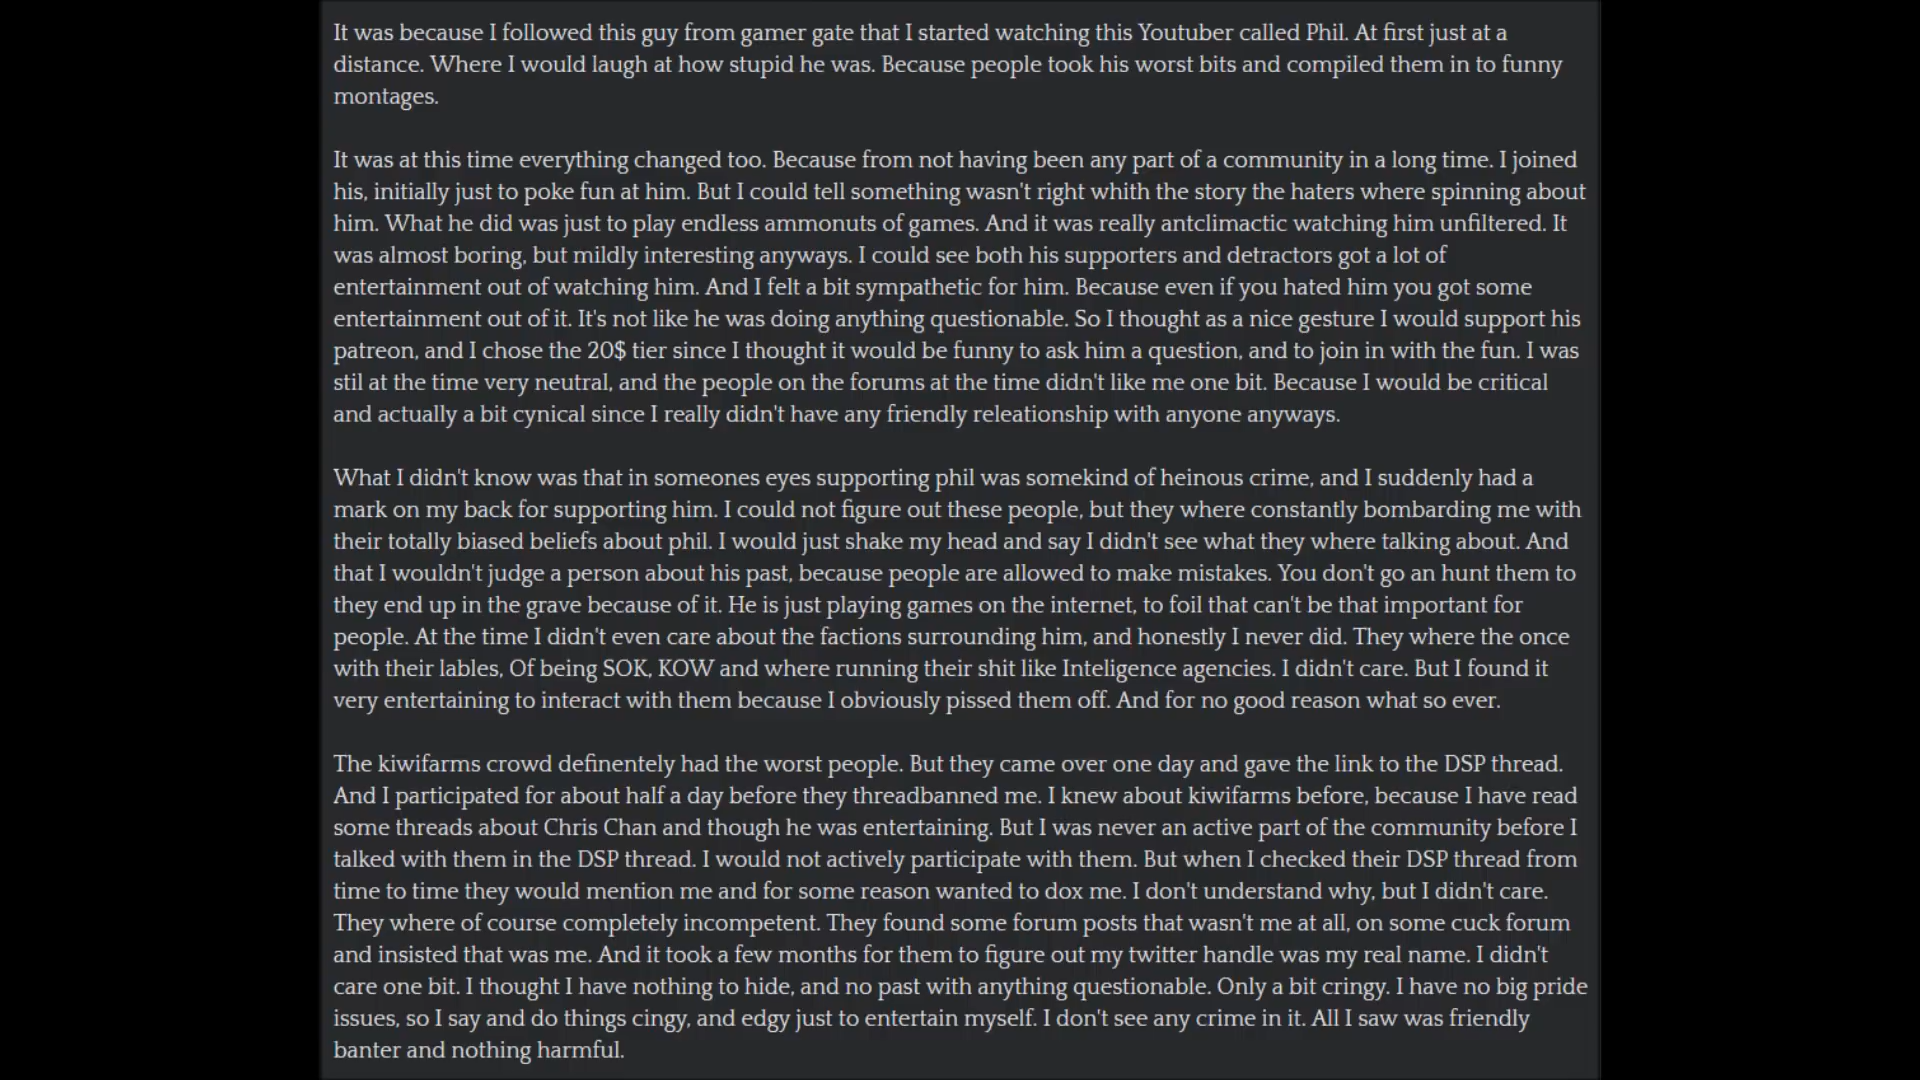 It was because I followed this guy from gamer gate that I started watching this Youtuber called Phil. At first just at a
distance. Where I would laugh at how stupid he was. Because people took his worst bits and compiled them in to funny
montages.
It was at this time everything changed too. Because from not having been any part of a community in a long time. I joined
his, initially just to poke fun at him. But I could tell something wasn't right whith the story the haters where spinning about
him. What he did was just to play endless ammonuts of games. And it was really antclimactic watching him unfiltered. It
was almost boring, but mildly interesting anyways. I could see both his supporters and detractors got a lot of
entertainment out of watching him. And I felt a bit sympathetic for him. Because even if you hated him you got some
entertainment out of it. It's not like he was doing anything questionable. So I thought as a nice gesture I would support his
patreon, and I chose the 20$ tier since I thought it would be funny to ask him a question, and to join in with the fun. I was
stil at the time very neutral, and the people on the forums at the time didn't like me one bit. Because I would be critical
and actually a bit cynical since I really didn't have any friendly releationship with anyone anyways.
What I didn't know was that in someones eyes supporting phil was somekind of heinous crime, and I suddenly had a
mark on my back for supporting him. I could not figure out these people, but they where constantly bombarding me with
their totally biased beliefs about phil. I would just shake my head and say I didn't see what they where talking about. And
that I wouldn't judge a person about his past, because people are allowed to make mistakes. You don't go an hunt them to
they end up in the grave because of it. He is just playing games on the internet, to foil that can't be that important for
people. At the time I didn't even care about the factions surrounding him, and honestly I never did. They where the once
with their lables, Of being SOK, KOW and where running their shit like Inteligence agencies. I didn't care. But I found it
very entertaining to interact with them because I obviously pissed them off. And for no good reason what so ever.
The kiwifarms crowd definentely had the worst people. But they came over one day and gave the link to the DSP thread.
And I participated for about half a day before they threadbanned me. I knew about kiwifarms before, because I have read
some threads about Chris Chan and though he was entertaining. But I was never an active part of the community before I
talked with them in the DSP thread. I would not actively participate with them. But when I checked their DSP thread from
time to time they would mention me and for some reason wanted to dox me. I don't understand why, but I didn't care.
They where of course completely incompetent. They found some forum posts that wasn't me at all, on some cuck forum
and insisted that was me. And it took a few months for them to figure out my twitter handle was my real name. I didn't
care one bit. I thought I have nothing to hide, and no past with anything questionable. Only a bit cringy. I have no big pride
issues, so I say and do things cingy, and edgy just to entertain myself. I don't see any crime in it. All I saw was friendly
banter and nothing harmful.